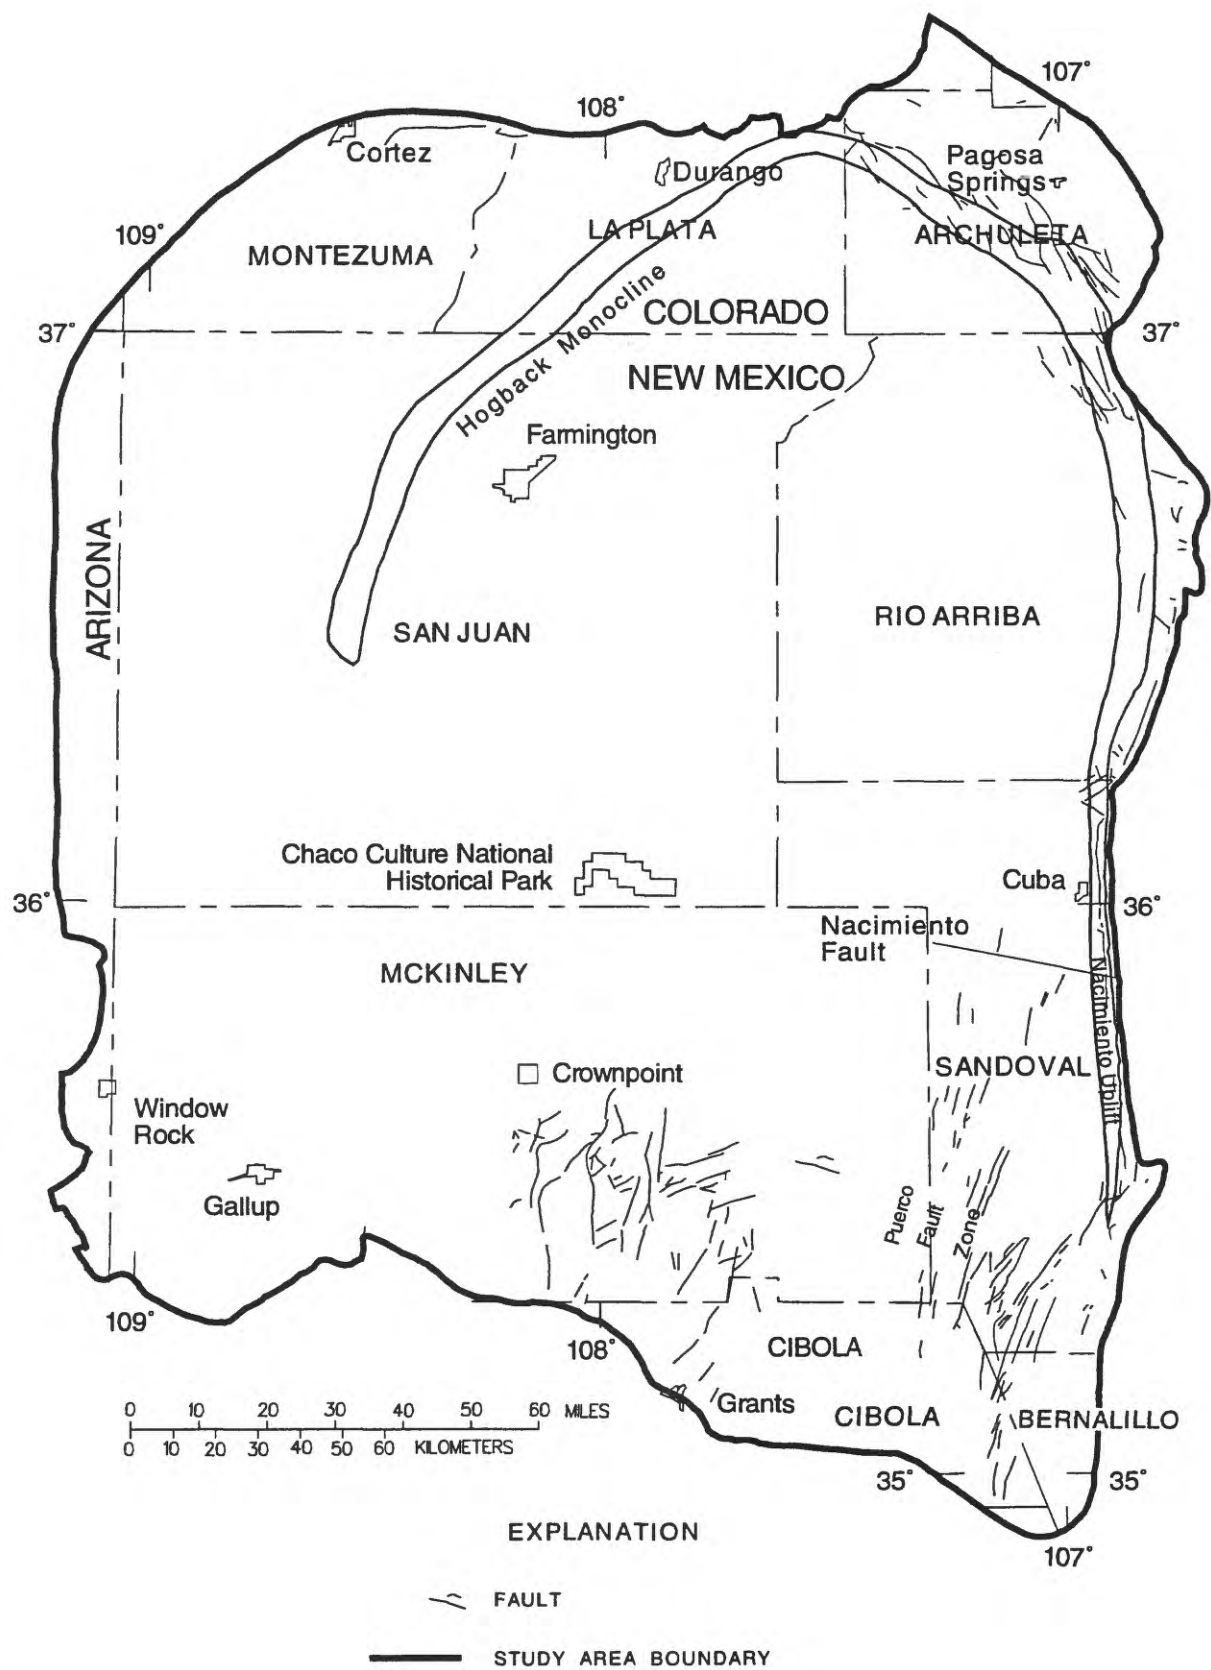 107°
108°
Cortez
Pagosa
Springs
Durango
109°
LA PLATA
ARCHULETA
MONTEZUMA
COLORADO
37°
37°
Hogback Monocline
NEW MEXICO
Farmington
ARIZONA
SAN JUAN
RIO ARRIBA
Chaco Culture National
Historical Park
Cuba
36°
36°
Nacimiento
Fault
MCKINLEY
Nacimiento Uplift
SANDOVAL
Crownpoint
Window
Rock
Gallup
Puerco
Fault
Zone
109°
108°
CIBOLA
Grants
CIBOLA
BERNALILLO
0 10 20 30 40 50 60 MILES
0 10 20 30 40 50 60 KILOMETERS
35°
35°
107°
EXPLANATION
FAULT
STUDY AREA BOUNDARY